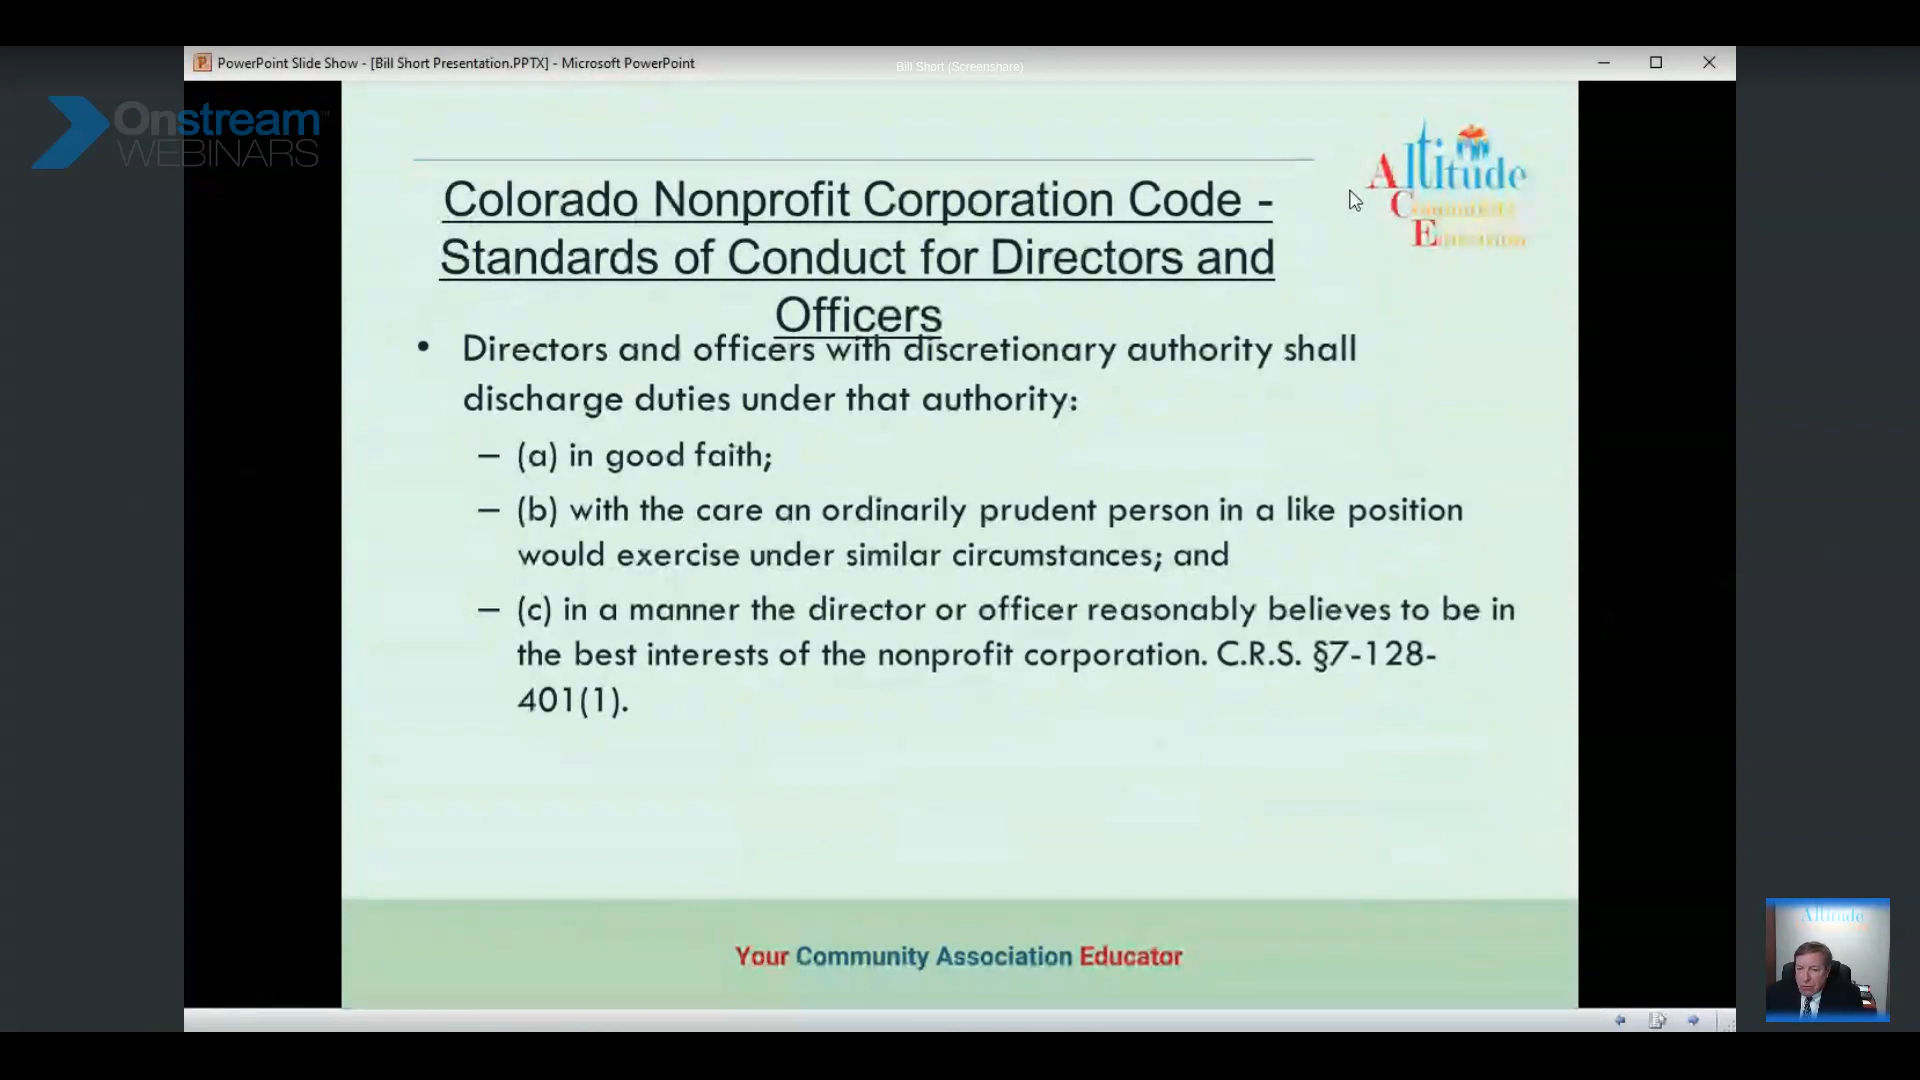 PowerPoint Slide Show - [Bill Short Presentation.PPTX] - Microsoft PowerPoint
Bill Short (Screenshare)
Onstream
WEBINARS
Altitude
Community
Education
Colorado Nonprofit Corporation Code -
Standards of Conduct for Directors and
Officers
• Directors and officers with discretionary authority shall
discharge duties under that authority:
– (a) in good faith;
– (b) with the care an ordinarily prudent person in a like position
would exercise under similar circumstances; and
– (c) in a manner the director or officer reasonably believes to be in
the best interests of the nonprofit corporation. C.R.S. §7-128-
401(1).
Your Community Association Educator
Altitude